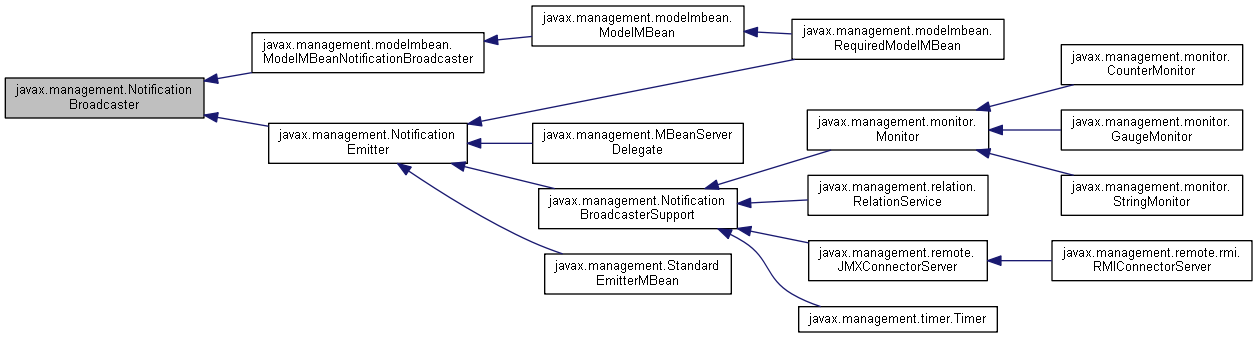 javax.management.Notification
Broadcaster
javax.management.modelmbean.
ModelMBeanNotificationBroadcaster
javax.management.modelmbean.
ModelMBean
javax.management.modelmbean.
RequiredModelMBean
javax.management.Notification
Emitter
javax.management.MBeanServer
Delegate
javax.management.Notification
BroadcasterSupport
javax.management.Standard
EmitterMBean
javax.management.monitor.
Monitor
javax.management.relation.
RelationService
javax.management.remote.
JMXConnectorServer
javax.management.timer.Timer
javax.management.monitor.
CounterMonitor
javax.management.monitor.
GaugeMonitor
javax.management.monitor.
StringMonitor
javax.management.remote.rmi.
RMIConnectorServer